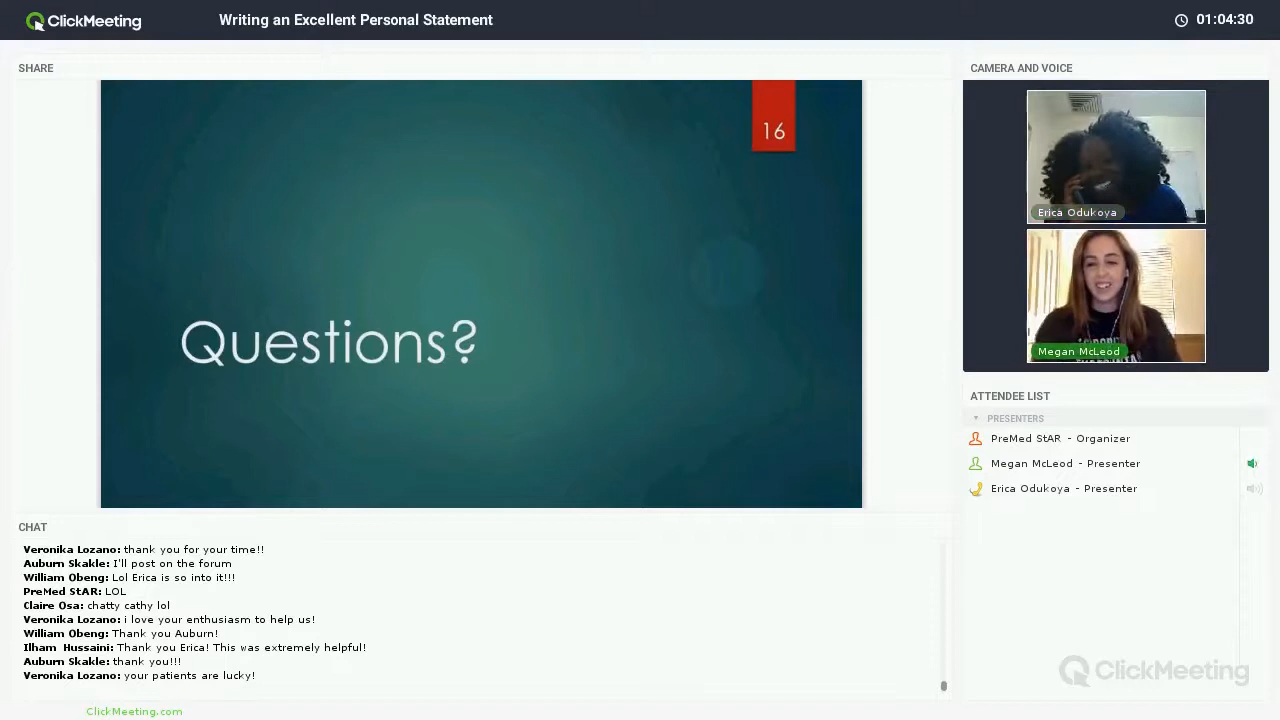 ClickMeeting
Writing an Excellent Personal Statement
01:04:30
SHARE
16
Questions?
CAMERA AND VOICE
Erica Odukoya
Megan McLeod
ATTENDEE LIST
PRESENTERS
PreMed StAR - Organizer
Megan McLeod - Presenter
Erica Odukoya - Presenter
CHAT
Veronika Lozano: thank you for your time!!
Auburn Skakle: I'll post on the forum
William Obeng: Lol Erica is so into it!!!
PreMed StAR: LOL
Claire Osa: chatty cathy lol
Veronika Lozano: i love your enthusiasm to help us!
William Obeng: Thank you Auburn!
Ilham Hussaini: Thank you Erica! This was extremely helpful!
Auburn Skakle: thank you!!!
Veronika Lozano: your patients are lucky!
ClickMeeting
ClickMeeting.com